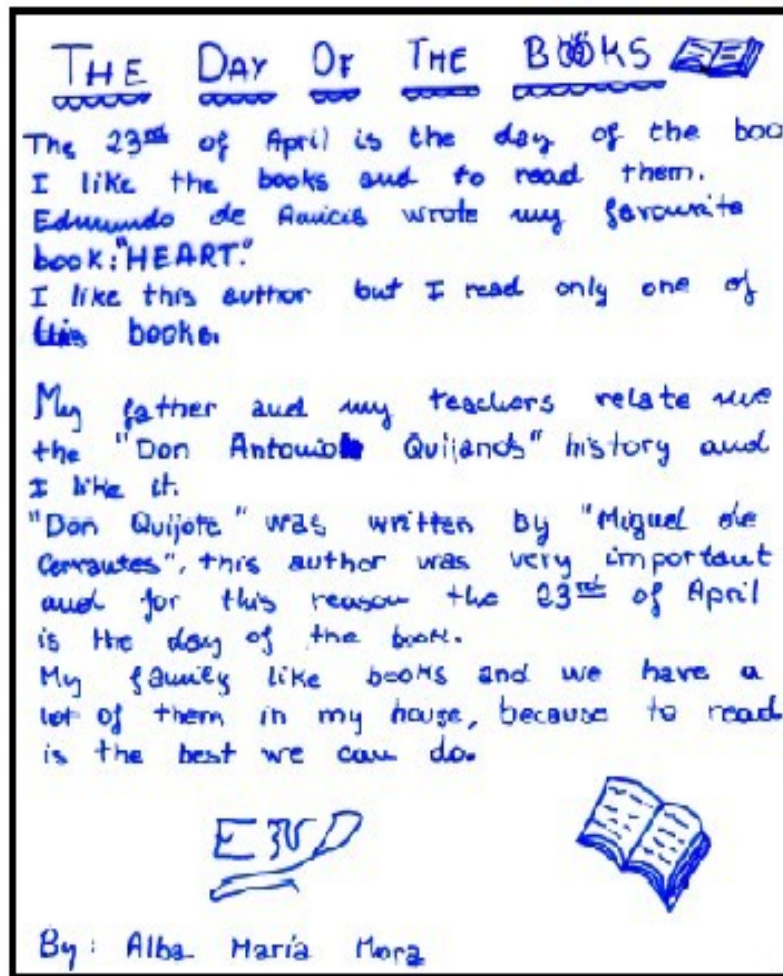 THE DAY OF THE BOOKS
The 23rd of April is the day of the boo
I like the books and to read them.
Edmundo de Amicis wrote my favourite
book: "HEART."
I like this author but I read only one of
this books.
My father and my teachers relate me
the "Don Antonio Quijanos" history and
I like it.
"Don Quijote" was written by "Miguel de
Cervantes", this author was very important
and for this reason the 23rd of April
is the day of the book.
My family like books and we have a
lot of them in my house, because to read
is the best we can do.
END
By: Alba María Mora